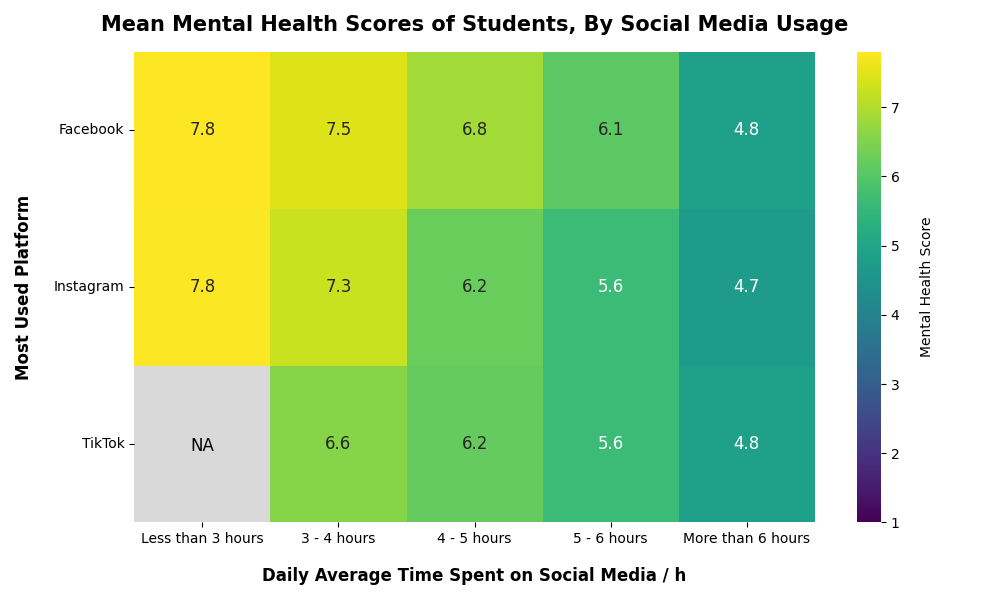 Mean Mental Health Scores of Students, By Social Media Usage
Most Used Platform
Facebook
7.8
7.5
6.8
6.1
4.8
Instagram
7.8
7.3
6.2
5.6
4.7
TikTok
NA
6.6
6.2
5.6
4.8
Less than 3 hours
3 - 4 hours
4 - 5 hours
5 - 6 hours
More than 6 hours
Daily Average Time Spent on Social Media / h
7
6
5
4
3
2
1
Mental Health Score